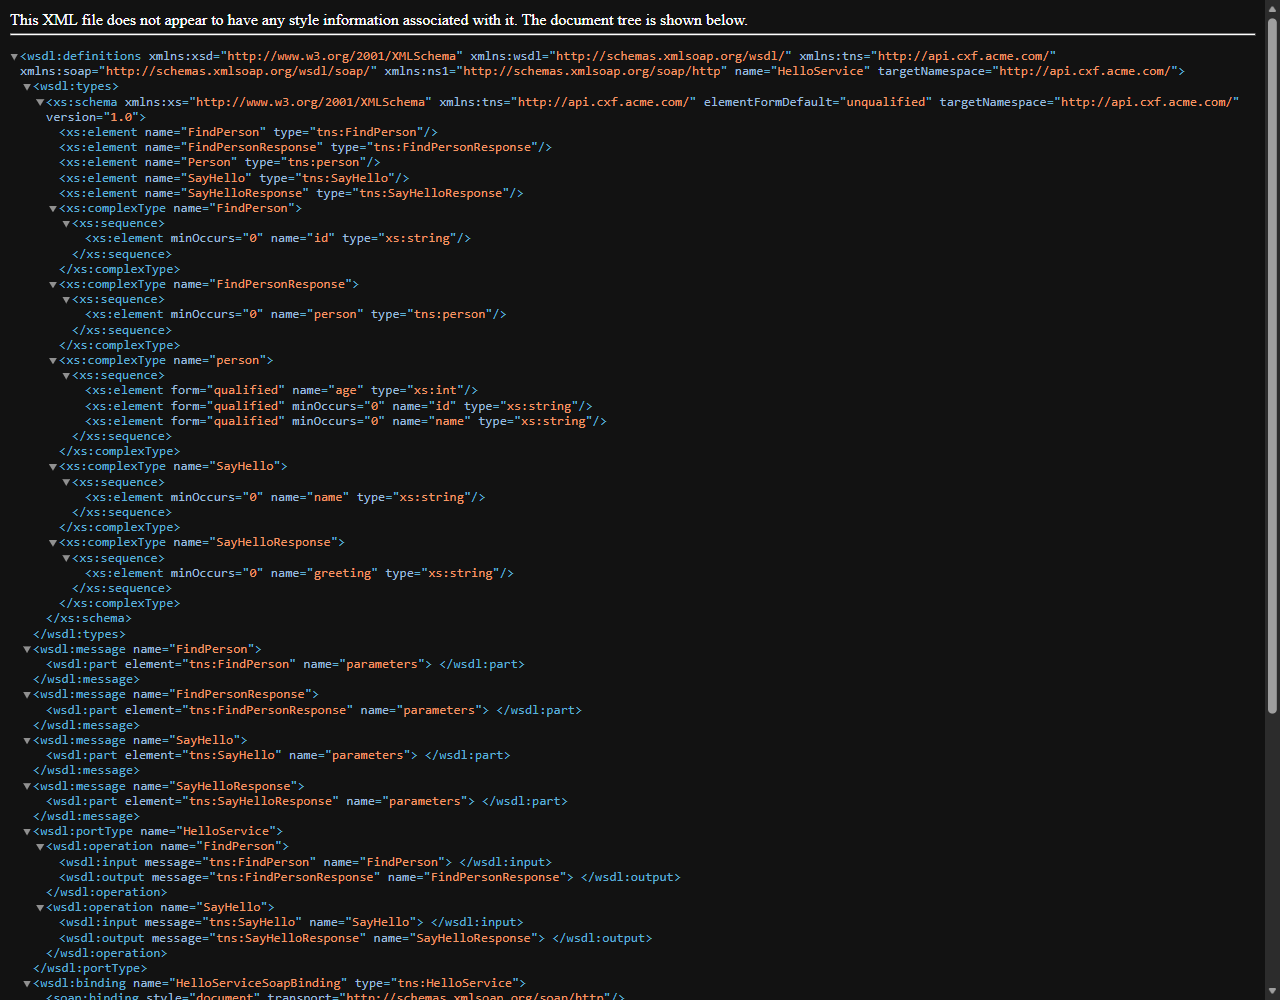 This XML file does not appear to have any style information associated with it. The document tree is shown below.
▼<wsdl:definitions xmlns:xsd="http://www.w3.org/2001/XMLSchema" xmlns:wsdl="http://schemas.xmlsoap.org/wsdl/" xmlns:tns="http://api.cxf.acme.com/"
xmlns:soap="http://schemas.xmlsoap.org/wsdl/soap/" xmlns:ns1="http://schemas.xmlsoap.org/soap/http" name="HelloService" targetNamespace="http://api.cxf.acme.com/">
▼<wsdl:types>
▼<xs:schema xmlns:xs="http://www.w3.org/2001/XMLSchema" xmlns:tns="http://api.cxf.acme.com/" elementFormDefault="unqualified" targetNamespace="http://api.cxf.acme.com/"
version="1.0">
<xs:element name="FindPerson" type="tns:FindPerson"/>
<xs:element name="FindPersonResponse" type="tns:FindPersonResponse"/>
<xs:element name="Person" type="tns:person"/>
<xs:element name="SayHello" type="tns:SayHello"/>
<xs:element name="SayHelloResponse" type="tns:SayHelloResponse"/>
▼<xs:complexType name="FindPerson">
▼<xs:sequence>
<xs:element minOccurs="0" name="id" type="xs:string"/>
</xs:sequence>
</xs:complexType>
▼<xs:complexType name="FindPersonResponse">
▼<xs:sequence>
<xs:element minOccurs="0" name="person" type="tns:person"/>
</xs:sequence>
</xs:complexType>
▼<xs:complexType name="person">
▼<xs:sequence>
<xs:element form="qualified" name="age" type="xs:int"/>
<xs:element form="qualified" minOccurs="0" name="id" type="xs:string"/>
<xs:element form="qualified" minOccurs="0" name="name" type="xs:string"/>
</xs:sequence>
</xs:complexType>
▼<xs:complexType name="SayHello">
▼<xs:sequence>
<xs:element minOccurs="0" name="name" type="xs:string"/>
</xs:sequence>
</xs:complexType>
▼<xs:complexType name="SayHelloResponse">
▼<xs:sequence>
<xs:element minOccurs="0" name="greeting" type="xs:string"/>
</xs:sequence>
</xs:complexType>
</xs:schema>
</wsdl:types>
▼<wsdl:message name="FindPerson">
<wsdl:part element="tns:FindPerson" name="parameters"> </wsdl:part>
</wsdl:message>
▼<wsdl:message name="FindPersonResponse">
<wsdl:part element="tns:FindPersonResponse" name="parameters"> </wsdl:part>
</wsdl:message>
▼<wsdl:message name="SayHello">
<wsdl:part element="tns:SayHello" name="parameters"> </wsdl:part>
</wsdl:message>
▼<wsdl:message name="SayHelloResponse">
<wsdl:part element="tns:SayHelloResponse" name="parameters"> </wsdl:part>
</wsdl:message>
▼<wsdl:portType name="HelloService">
▼<wsdl:operation name="FindPerson">
<wsdl:input message="tns:FindPerson" name="FindPerson"> </wsdl:input>
<wsdl:output message="tns:FindPersonResponse" name="FindPersonResponse"> </wsdl:output>
</wsdl:operation>
▼<wsdl:operation name="SayHello">
<wsdl:input message="tns:SayHello" name="SayHello"> </wsdl:input>
<wsdl:output message="tns:SayHelloResponse" name="SayHelloResponse"> </wsdl:output>
</wsdl:operation>
</wsdl:portType>
▼<wsdl:binding name="HelloServiceSoapBinding" type="tns:HelloService">
<soap:binding style="document" transport="http://schemas.xmlsoap.org/soap/http"/>